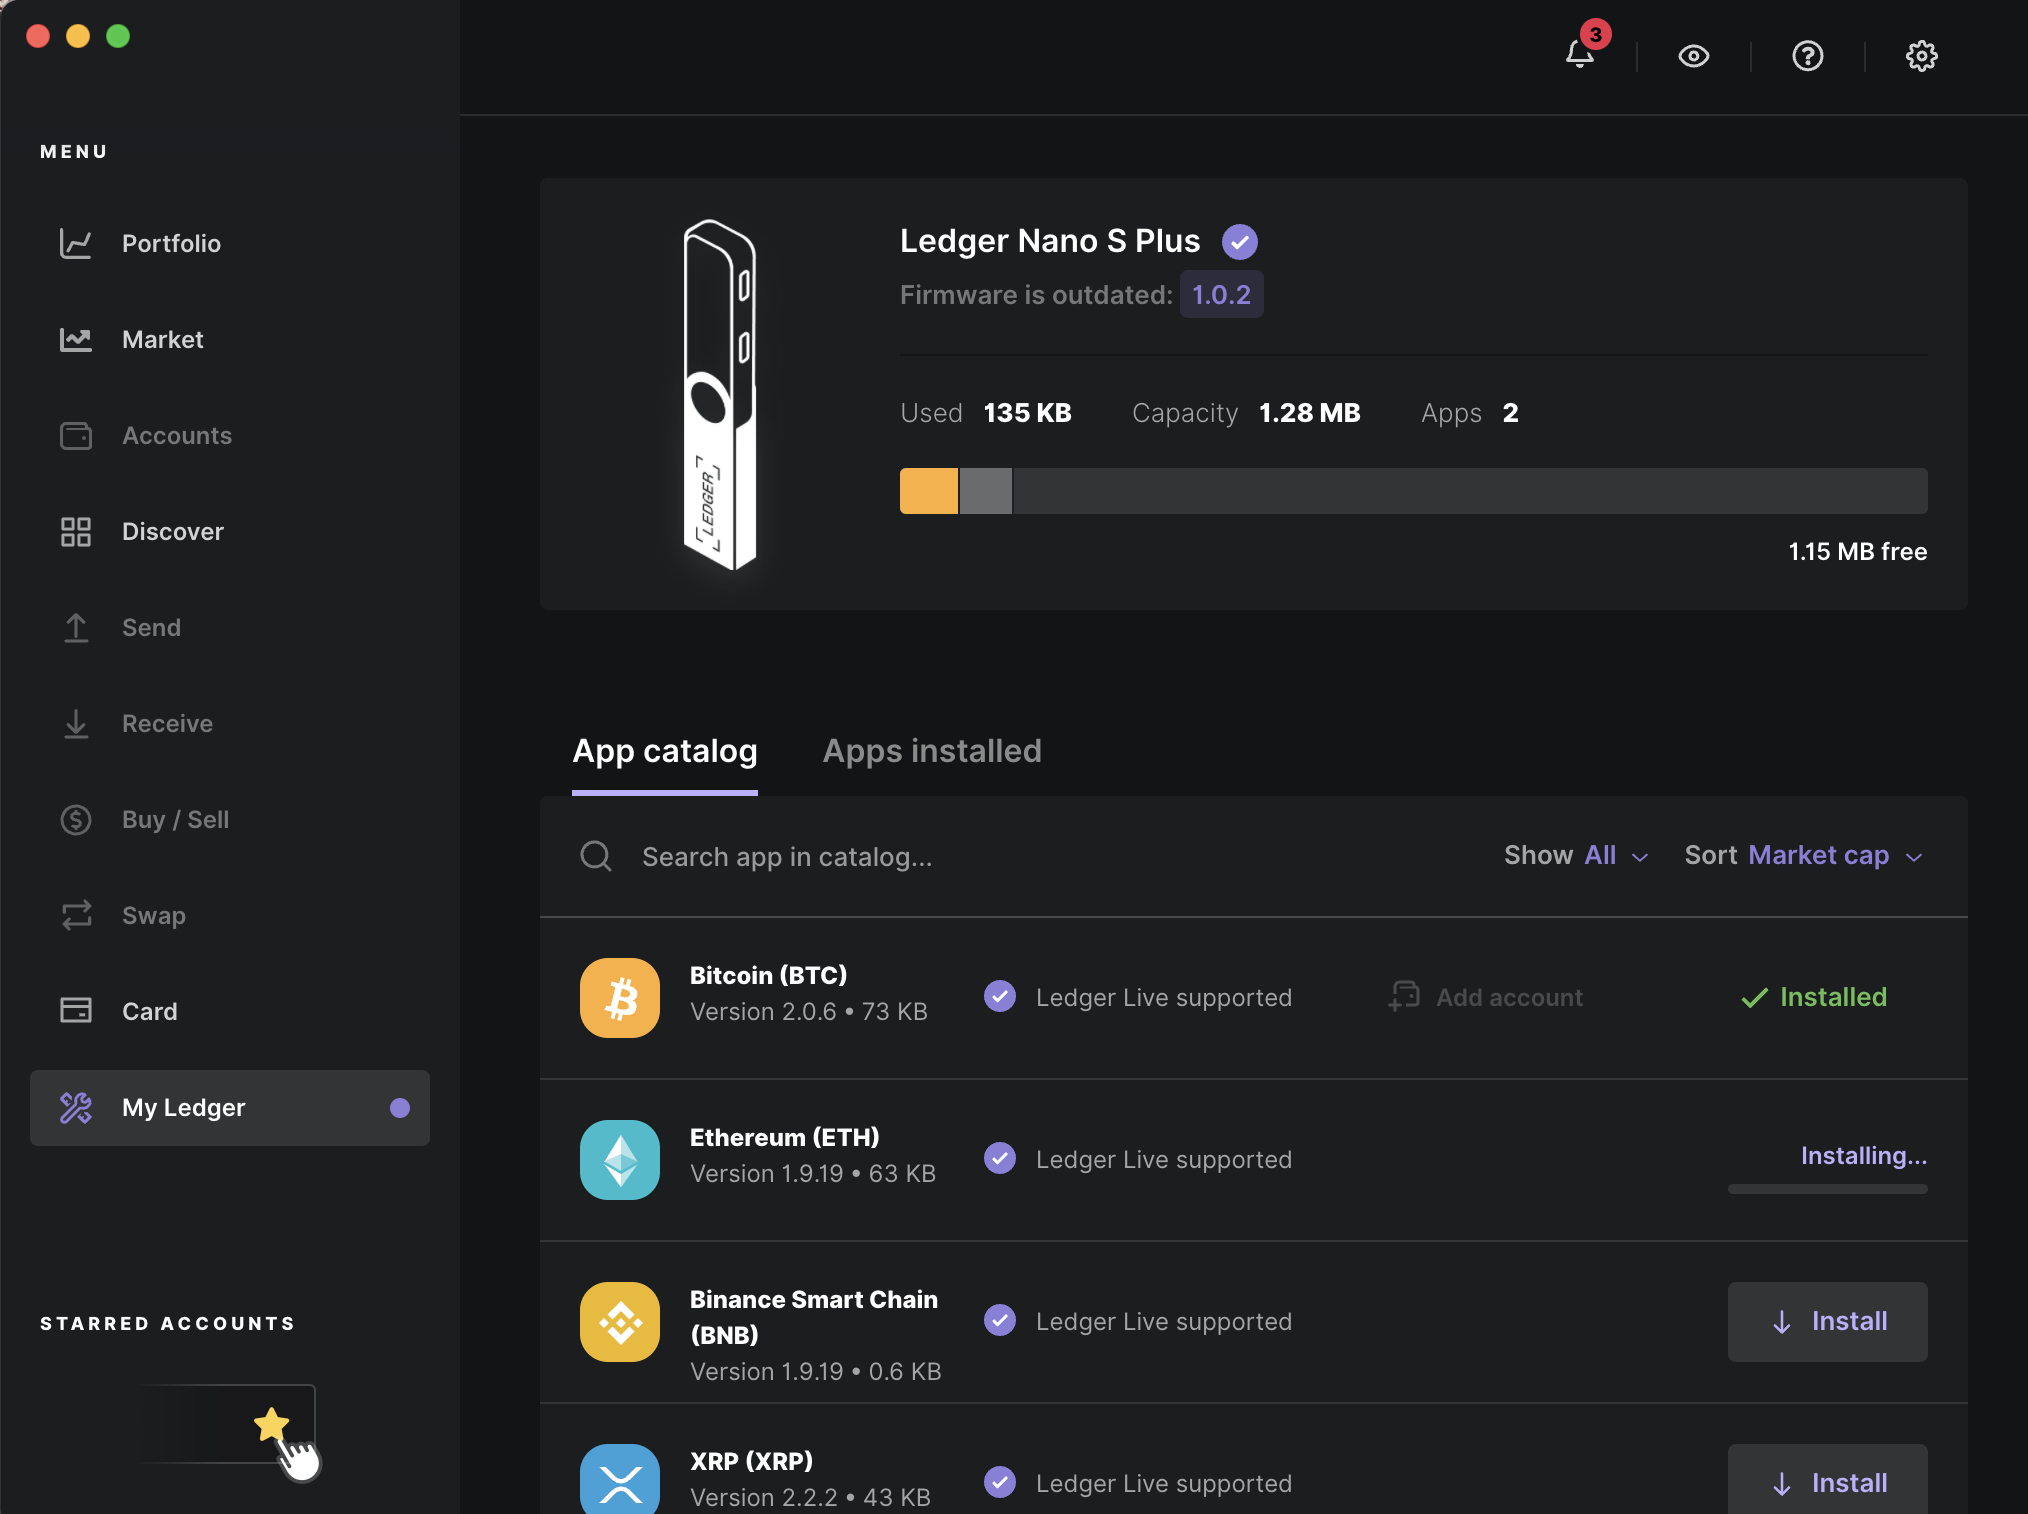 3
MENU
Portfolio
Market
Accounts
Discover
Send
Receive
Buy / Sell
Swap
Card
My Ledger
STARRED ACCOUNTS
LEDGER
Ledger Nano S Plus
Firmware is outdated: 1.0.2
Used 135 KB Capacity 1.28 MB Apps 2
1.15 MB free
App catalog Apps installed
Search app in catalog... Show All Sort Market cap
Bitcoin (BTC)
Version 2.0.6 • 73 KB
Ledger Live supported
Add account
Installed
Ethereum (ETH)
Version 1.9.19 • 63 KB
Ledger Live supported
Installing...
Binance Smart Chain
(BNB)
Version 1.9.19 • 0.6 KB
Ledger Live supported
Install
XRP (XRP)
Version 2.2.2 • 43 KB
Ledger Live supported
Install